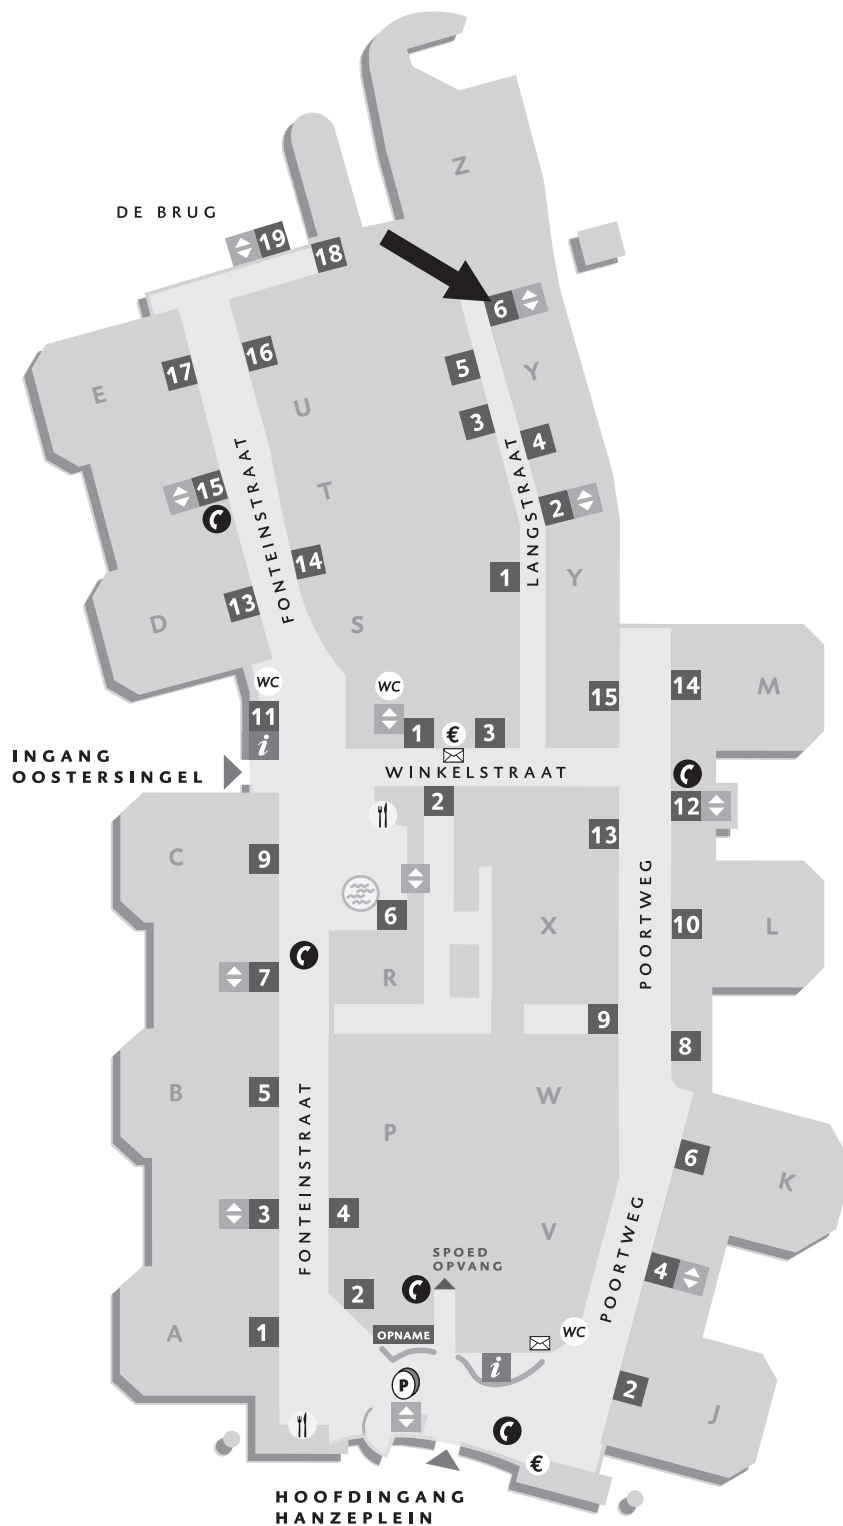 Z
DE BRUG
19
18
6
17
16
5
Y
E
U
3
4
FONTEINSTRAAT
LANGSTRAAT
15
T
2
14
1
Y
13
D
S
WC
WC
15
14
M
11
1
€
3
i
INGANG
OOSTERSINGEL
WINKELSTRAAT
2
12
13
C
9
POORTWEG
6
X
10
L
7
R
9
8
B
5
FONTEINSTRAAT
W
P
6
K
3
4
V
POORTWEG
SPOED
OPVANG
4
2
A
1
OPNAME
WC
i
P
2
J
€
HOOFDINGANG
HANZEPLEIN